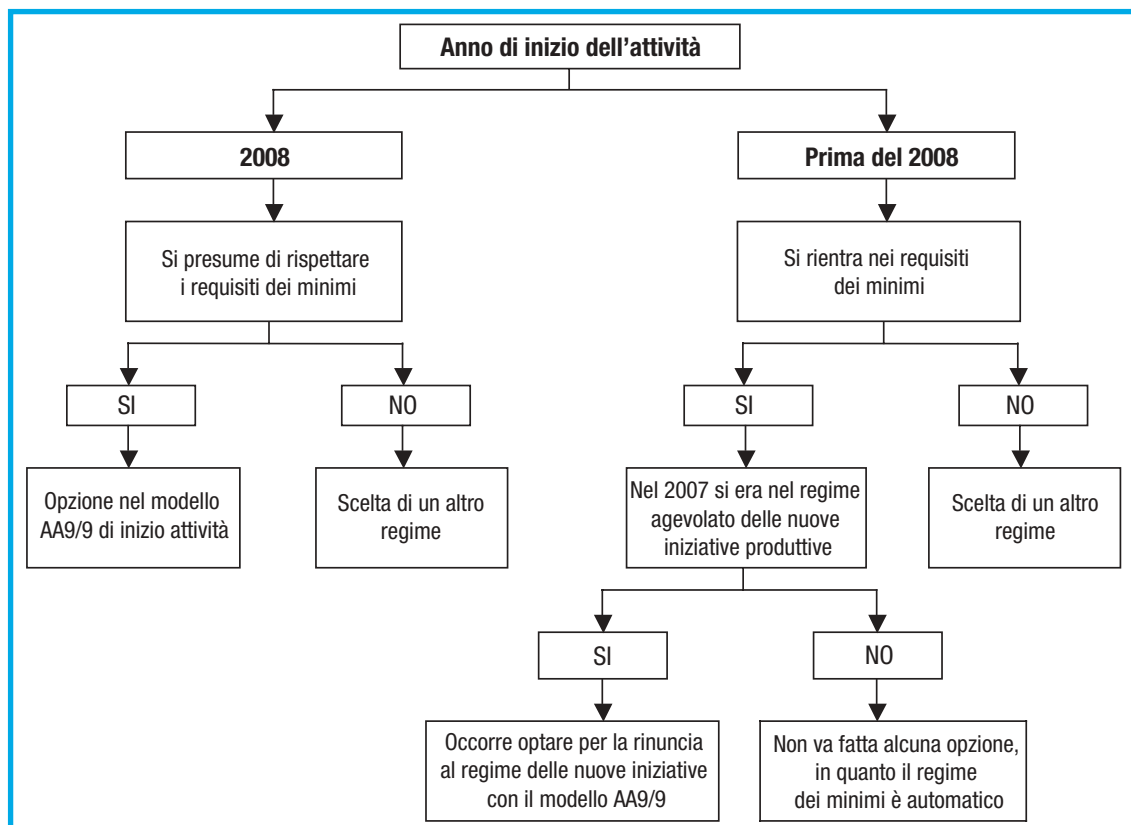 Anno di inizio dell’attività
2008
Prima del 2008
Si presume di rispettare
i requisiti dei minimi
Si rientra nei requisiti
dei minimi
SI
NO
SI
NO
Opzione nel modello
AA9/9 di inizio attività
Scelta di un altro
regime
Nel 2007 si era nel regime
agevolato delle nuove
iniziative produttive
Scelta di un altro
regime
SI
NO
Occorre optare per la rinuncia
al regime delle nuove iniziative
con il modello AA9/9
Non va fatta alcuna opzione,
in quanto il regime
dei minimi è automatico